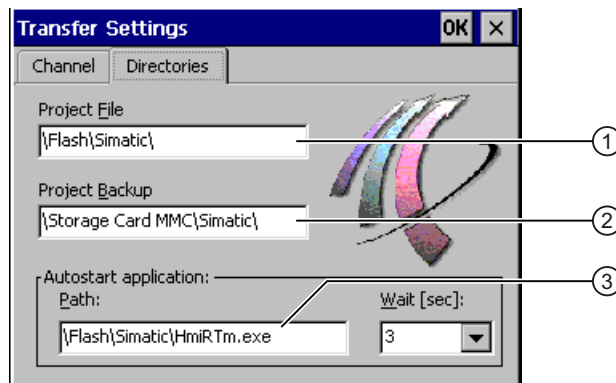 Transfer Settings OK ×
Channel Directories
Project File
\Flash\Simatic\
1
Project Backup
\Storage Card MMC\Simatic\
2
Autostart application:
3
Path: Wait [sec]:
\Flash\Simatic\HmiRTm.exe 3